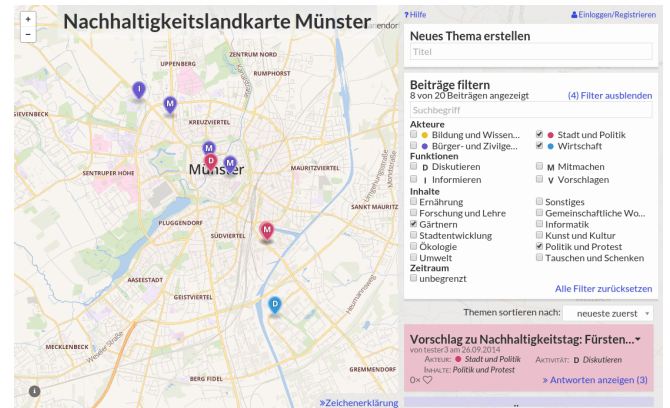 +
−
Nachhaltigkeitslandkarte Münster
ZENTRUM NORD
UPPENBERG
RUMPHORST
I
M
GIEVENBECK
KREUZVIERTEL
M
D
M
Münster
SENTRUPER HÖHE
MAURITZVIERTEL
SANKT MAURITZ
PLUGGENDORF
SÜDVIERTEL
M
AASEESTADT
GEISTVIERTEL
D
MECKLENBECK
Weseler Straße
BERG FIDEL
GREMMENDORF
i
»Zeichenerklärung
? Hilfe
Einloggen/Registrieren
Neues Thema erstellen
Titel
Beiträge filtern
8 von 20 Beiträgen angezeigt
(4) Filter ausblenden
Suchbegriff
Akteure
Bildung und Wissen... Stadt und Politik
Bürger- und Zivilge... Wirtschaft
Funktionen
D Diskutieren M Mitmachen
I Informieren V Vorschlagen
Inhalte
Ernährung Sonstiges
Forschung und Lehre Gemeinschaftliche Wo...
Gärtnern Informatik
Stadtentwicklung Kunst und Kultur
Ökologie Politik und Protest
Umwelt Tauschen und Schenken
Zeitraum
unbegrenzt
Alle Filter zurücksetzen
Themen sortieren nach: neueste zuerst
Vorschlag zu Nachhaltigkeitstag: Fürsten...
von tester3 am 26.09.2014
Akteur: Stadt und Politik Aktivität: D Diskutieren
Inhalte: Politik und Protest
0×
» Antworten anzeigen (3)